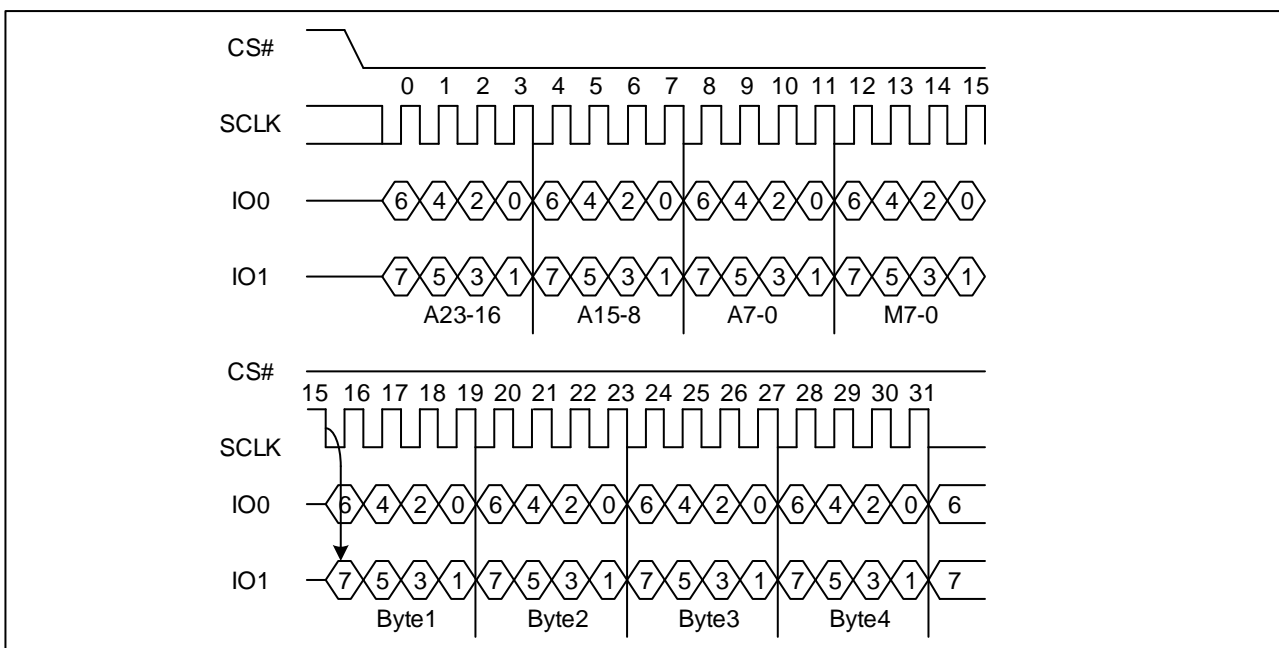 CS#
0 1 2 3 4 5 6 7 8 9 10 11 12 13 14 15
SCLK
IO0 6 4 2 0 6 4 2 0 6 4 2 0 6 4 2 0
IO1 7 5 3 1 7 5 3 1 7 5 3 1 7 5 3 1
A23-16 A15-8 A7-0 M7-0
CS#
15 16 17 18 19 20 21 22 23 24 25 26 27 28 29 30 31
SCLK
IO0 6 4 2 0 6 4 2 0 6 4 2 0 6 4 2 0 6
IO1 7 5 3 1 7 5 3 1 7 5 3 1 7 5 3 1 7
Byte1 Byte2 Byte3 Byte4